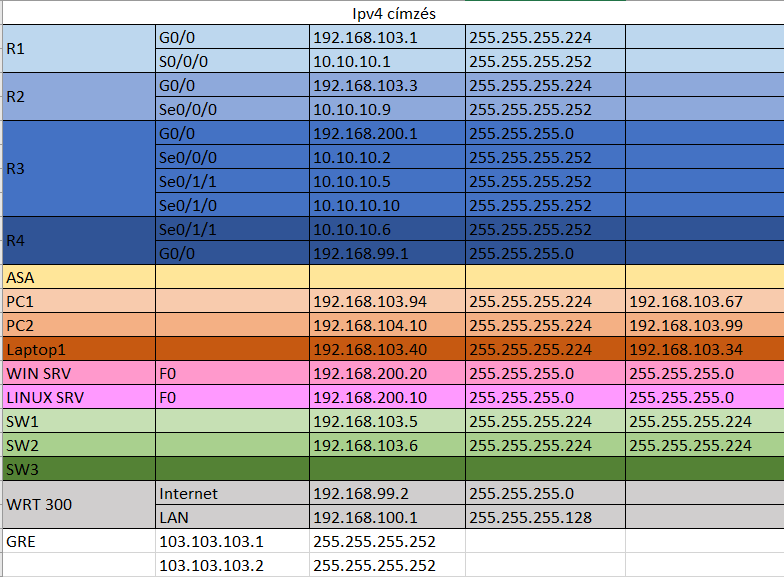 Ipv4 címzés
R1 G0/0 192.168.103.1 255.255.255.224
S0/0/0 10.10.10.1 255.255.255.252
R2 G0/0 192.168.103.3 255.255.255.224
Se0/0/0 10.10.10.9 255.255.255.252
R3 G0/0 192.168.200.1 255.255.255.0
Se0/0/0 10.10.10.2 255.255.255.252
Se0/1/1 10.10.10.5 255.255.255.252
Se0/1/0 10.10.10.10 255.255.255.252
R4 Se0/1/1 10.10.10.6 255.255.255.252
G0/0 192.168.99.1 255.255.255.0
ASA
PC1 192.168.103.94 255.255.255.224 192.168.103.67
PC2 192.168.104.10 255.255.255.224 192.168.103.99
Laptop1 192.168.103.40 255.255.255.224 192.168.103.34
WIN SRV F0 192.168.200.20 255.255.255.0 255.255.255.0
LINUX SRV F0 192.168.200.10 255.255.255.0 255.255.255.0
SW1 192.168.103.5 255.255.255.224 255.255.255.224
SW2 192.168.103.6 255.255.255.224 255.255.255.224
SW3
WRT 300 Internet 192.168.99.2 255.255.255.0
LAN 192.168.100.1 255.255.255.128
GRE 103.103.103.1 255.255.255.252
103.103.103.2 255.255.255.252